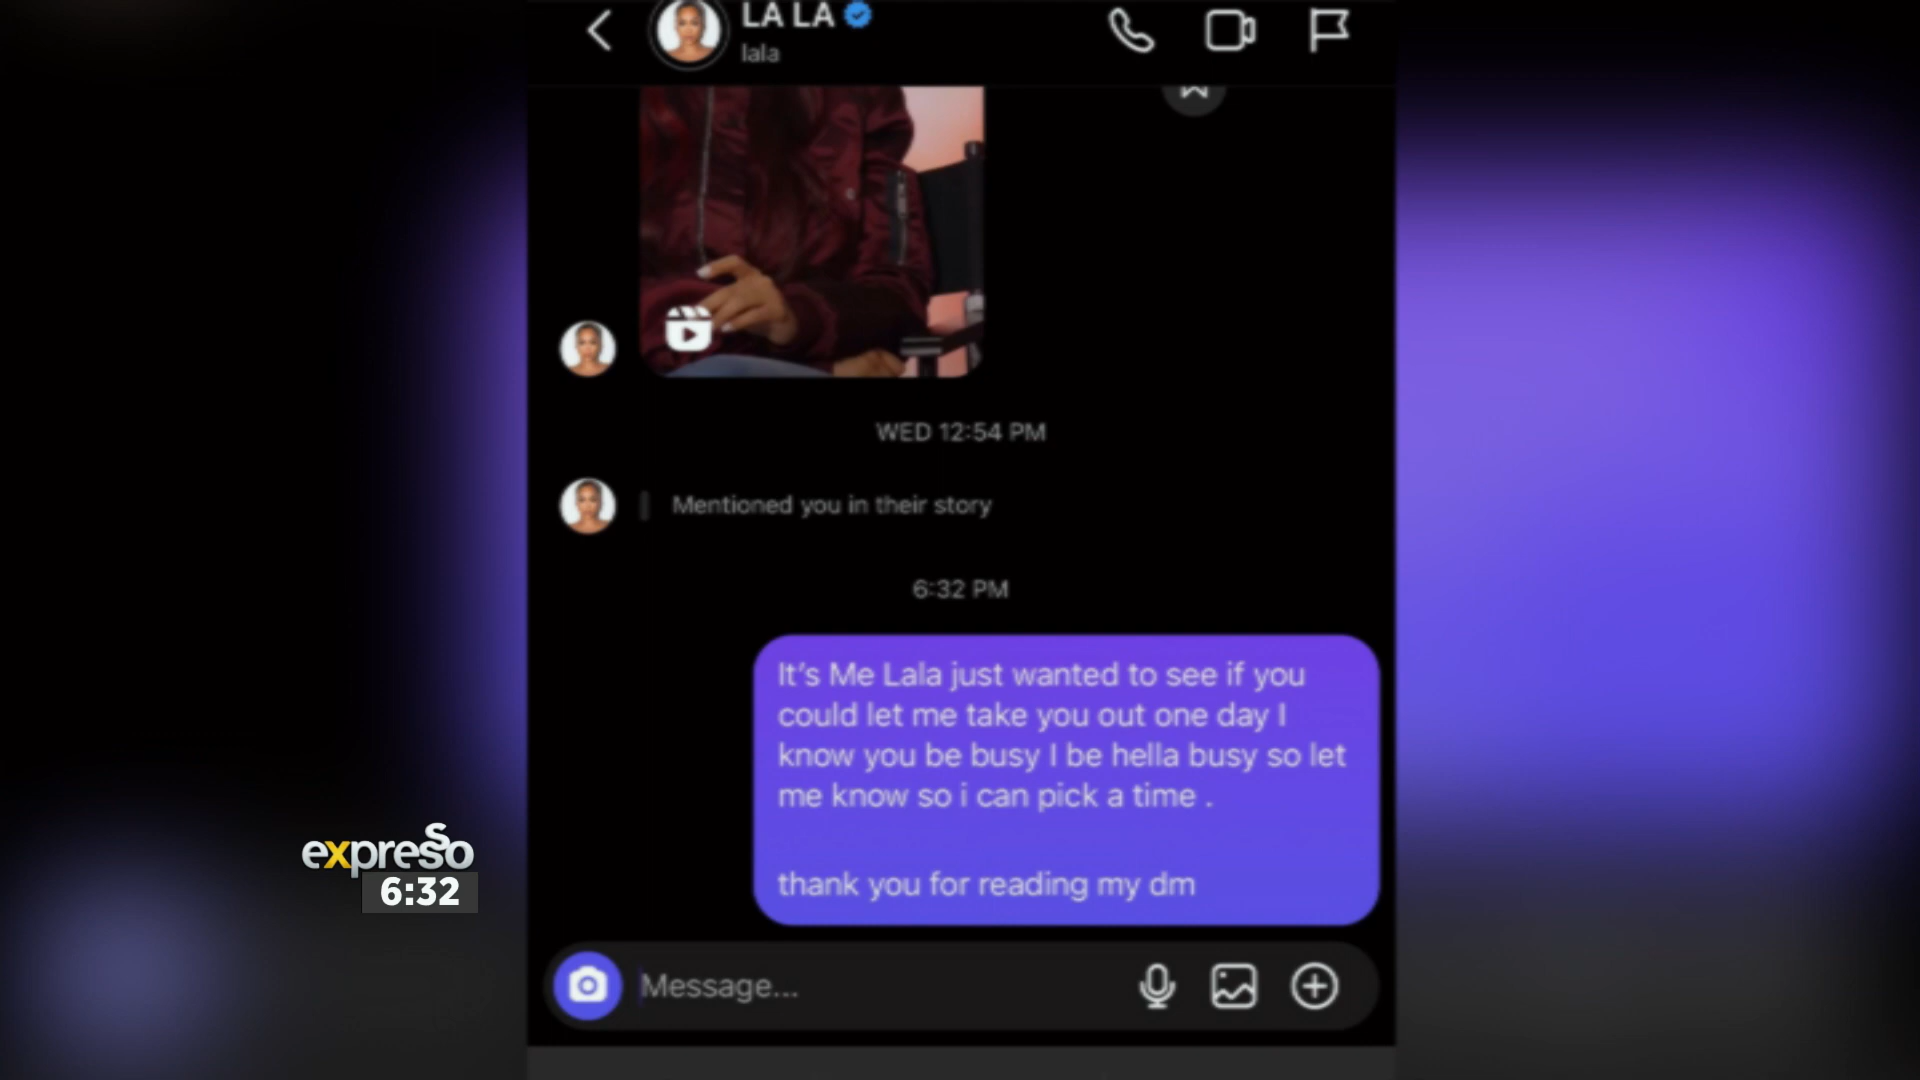 LA LA
lala
WED 12:54 PM
Mentioned you in their story
6:32 PM
It's Me Lala just wanted to see if you
could let me take you out one day I
know you be busy I be hella busy so let
me know so i can pick a time .
thank you for reading my dm
Message...
expresso
6:32